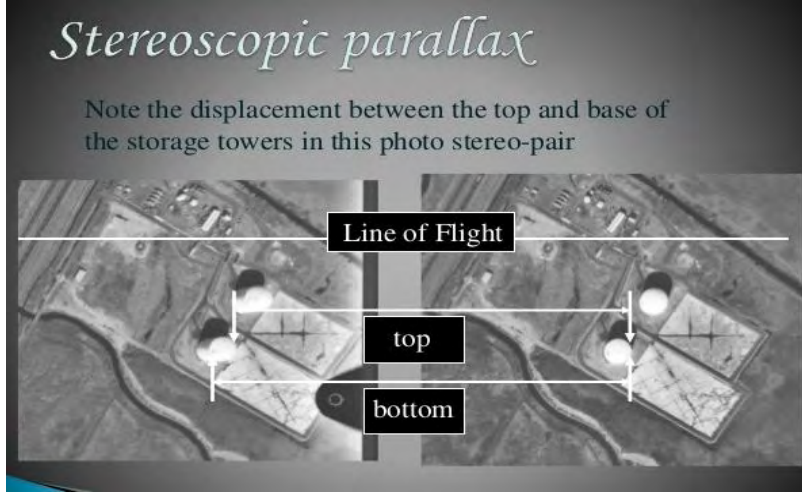 Stereoscopic parallax
Note the displacement between the top and base of
the storage towers in this photo stereo-pair
Line of Flight
top
bottom